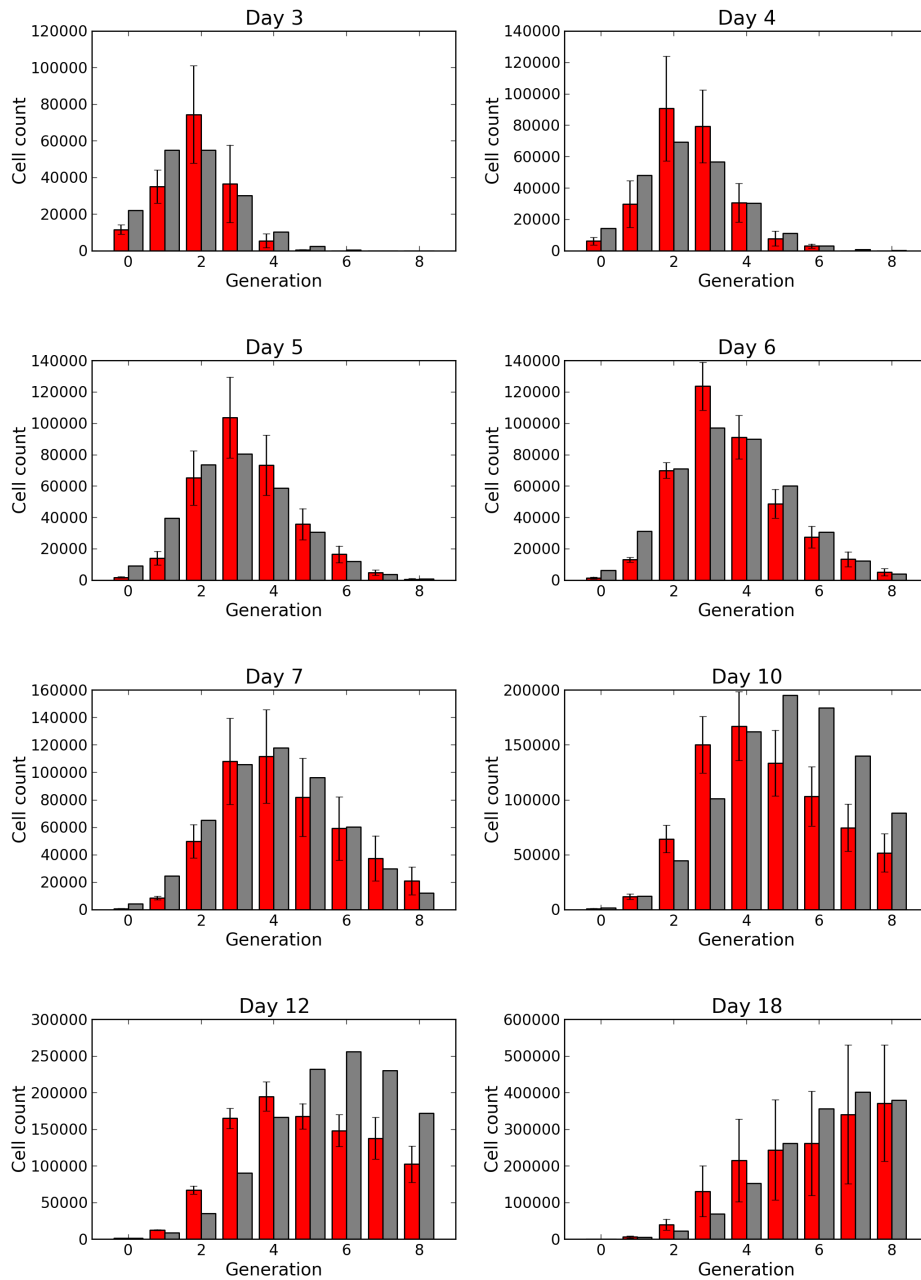 Day 3
120000
100000
80000
60000
40000
20000
0
Cell count
0 2 4 6 8
Generation
Day 4
140000
120000
100000
80000
60000
40000
20000
0
Cell count
0 2 4 6 8
Generation
Day 5
140000
120000
100000
80000
60000
40000
20000
0
Cell count
0 2 4 6 8
Generation
Day 6
140000
120000
100000
80000
60000
40000
20000
0
Cell count
0 2 4 6 8
Generation
Day 7
160000
140000
120000
100000
80000
60000
40000
20000
0
Cell count
0 2 4 6 8
Generation
Day 10
200000
150000
100000
50000
0
Cell count
0 2 4 6 8
Generation
Day 12
300000
250000
200000
150000
100000
50000
0
Cell count
0 2 4 6 8
Generation
Day 18
600000
500000
400000
300000
200000
100000
0
Cell count
0 2 4 6 8
Generation